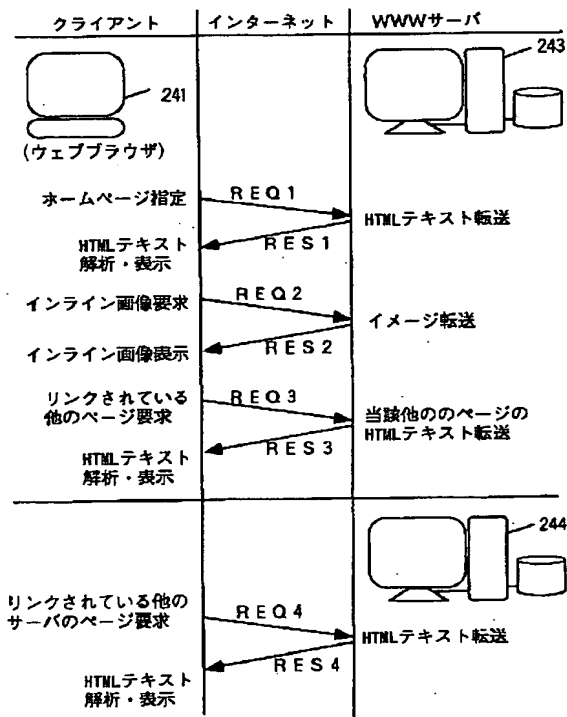 クライアント インターネット WWWサーバ
243
241
(ウェブブラウザ)
ホームページ指定
REQ1
HTMLテキスト転送
RES1
HTMLテキスト
解析・表示
インライン画像要求
REQ2
イメージ転送
RES2
インライン画像表示
リンクされている
他のページ要求
REQ3
当該他ののページの
HTMLテキスト転送
RES3
HTMLテキスト
解析・表示
244
リンクされている他の
サーバのページ要求
REQ4
HTMLテキスト転送
RES4
HTMLテキスト
解析・表示